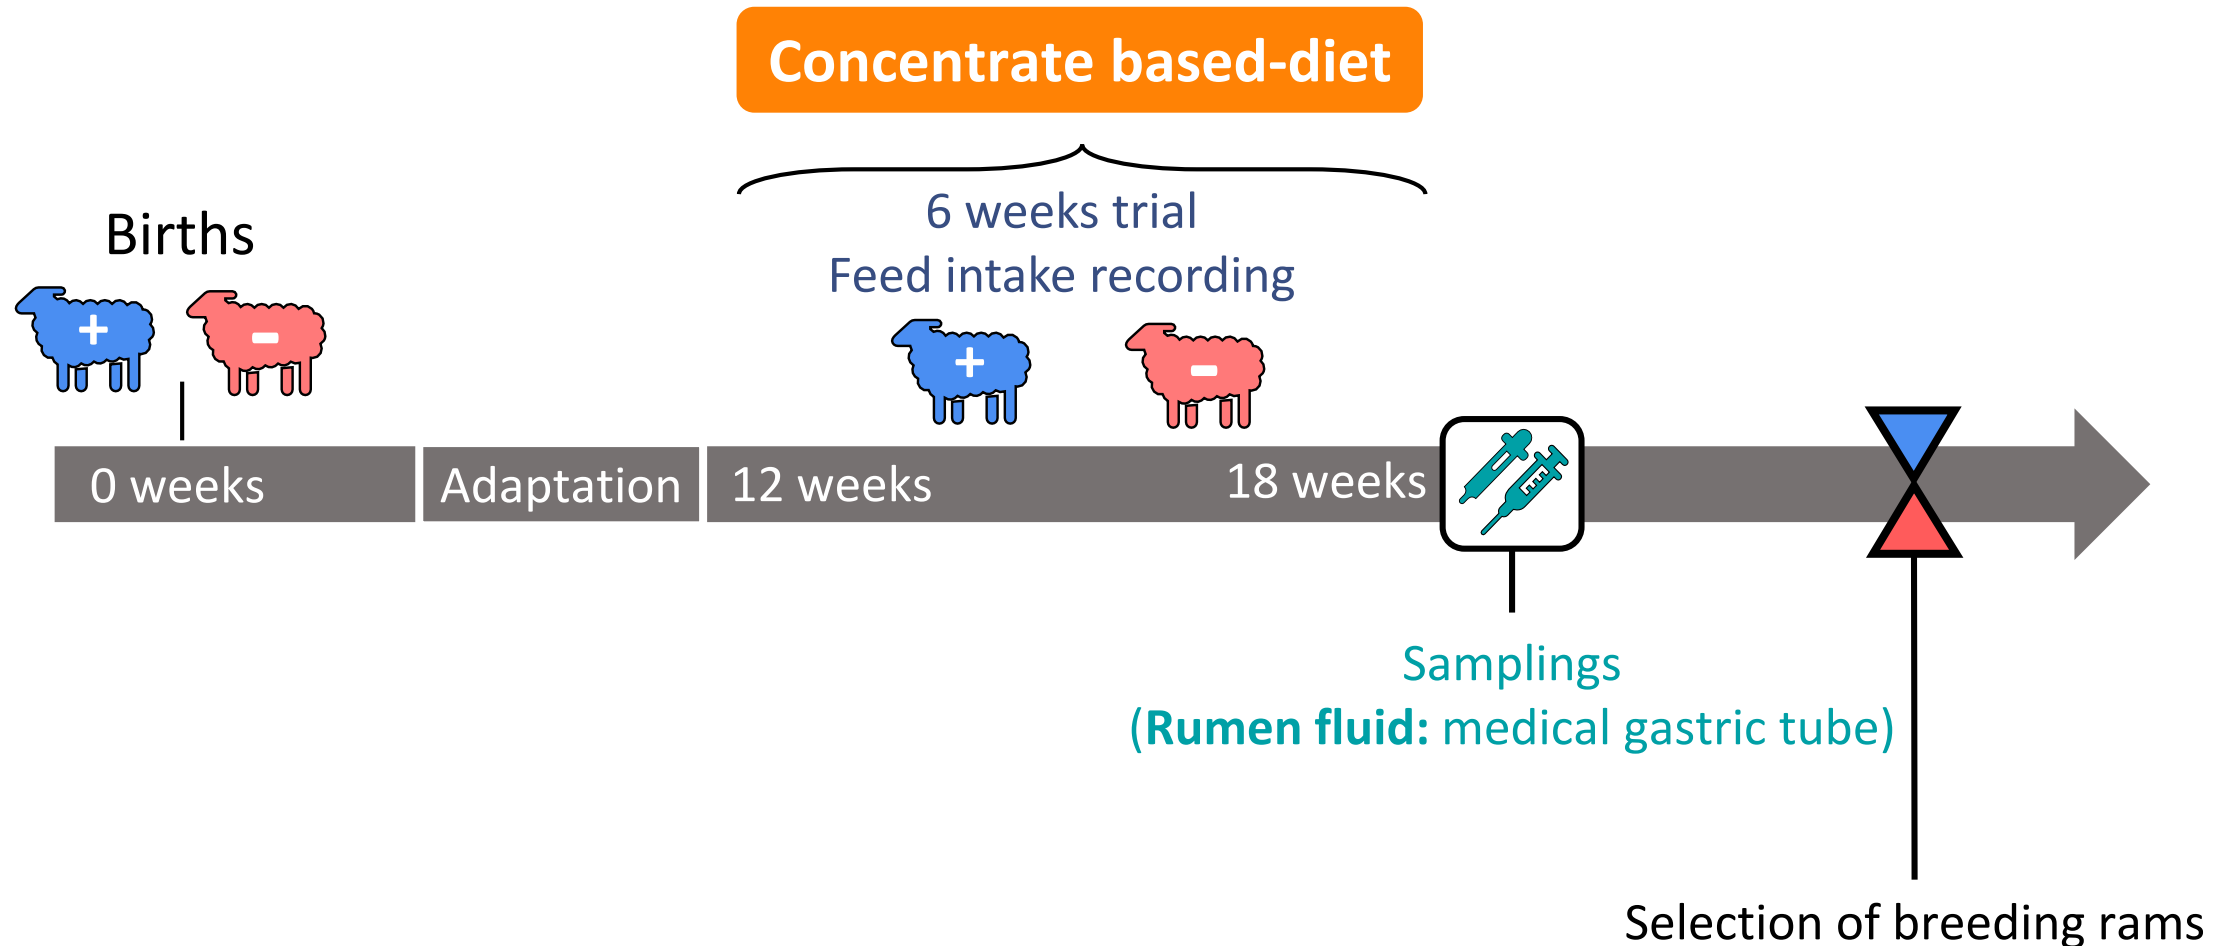 Concentrate based-diet
6 weeks trial
Feed intake recording
Births
+
-
+
-
0 weeks
Adaptation
12 weeks
18 weeks
Samplings
(Rumen fluid: medical gastric tube)
Selection of breeding rams